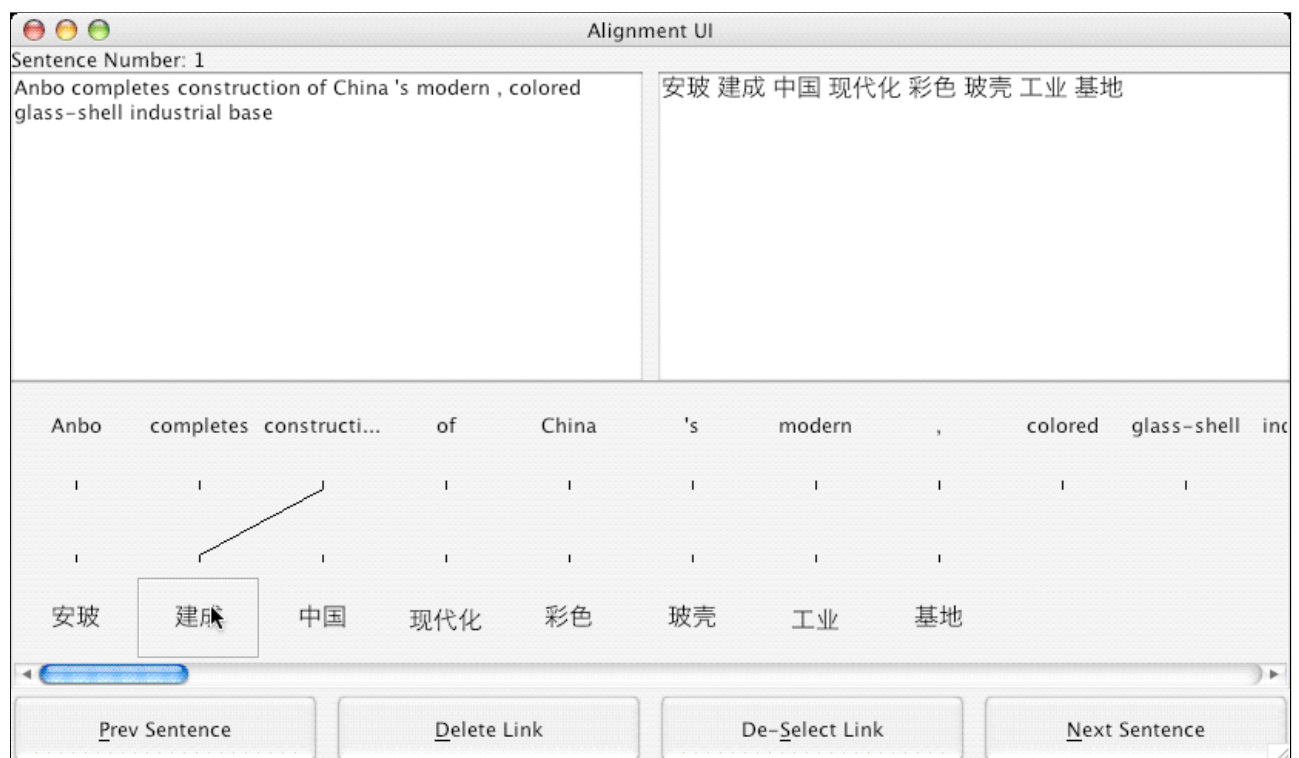 Alignment UI
Sentence Number: 1
Anbo completes construction of China 's modern , colored
glass-shell industrial base
安玻 建成 中国 现代化 彩色 玻壳 工业 基地
Anbo completes constructi... of China 's modern , colored glass-shell
安玻 建成 中国 现代化 彩色 玻壳 工业 基地
Prev Sentence Delete Link De-Select Link Next Sentence